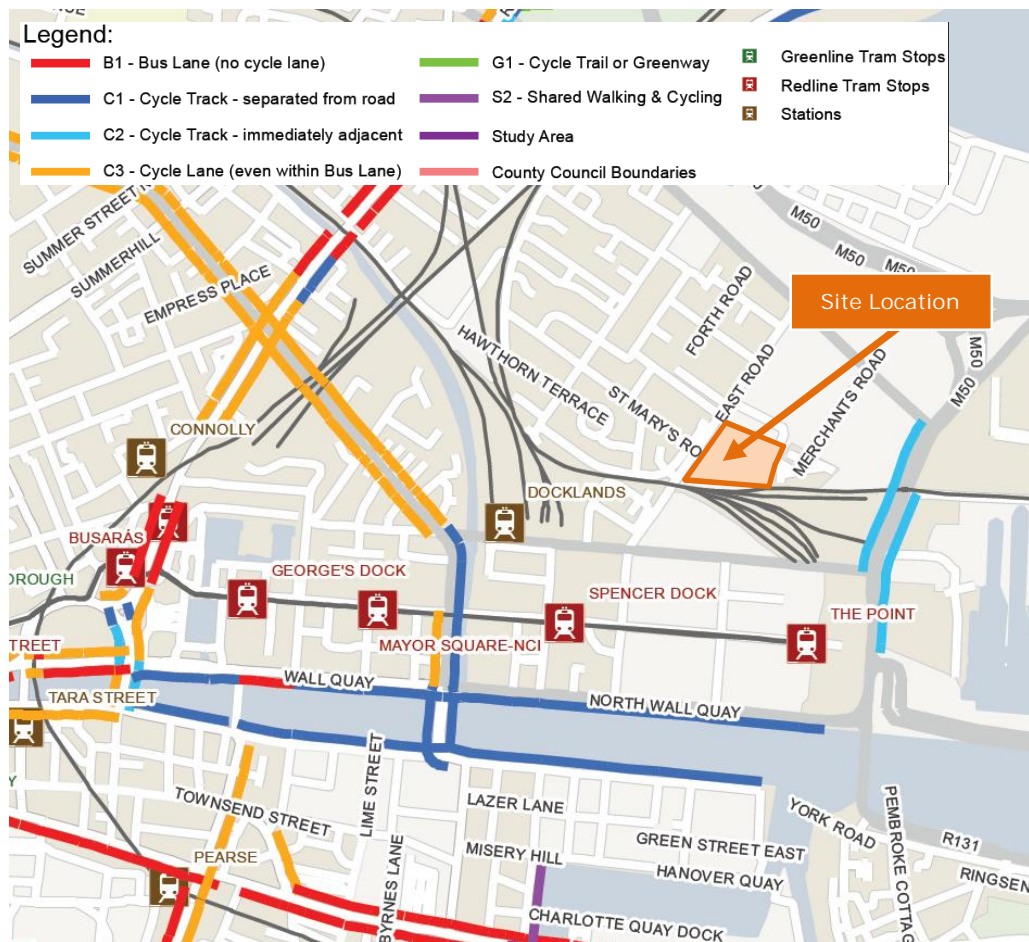 Legend:
B1 - Bus Lane (no cycle lane)
C1 - Cycle Track - separated from road
C2 - Cycle Track - immediately adjacent
C3 - Cycle Lane (even within Bus Lane)
G1 - Cycle Trail or Greenway
S2 - Shared Walking & Cycling
Study Area
County Council Boundaries
Greenline Tram Stops
Redline Tram Stops
Stations
SUMMER STREET
SUMMERHILL
EMPRESS PLACE
M50
M50
M50
M50
M50
Site Location
FORTH ROAD
HAWTHORN TERRACE
EAST ROAD
ST MARY'S RO
MERCHANTS ROAD
CONNOLLY
DOCKLANDS
BUSARÁS
OROUGH
GEORGE'S DOCK
SPENCER DOCK
THE POINT
TREET
MAYOR SQUARE-NCI
WALL QUAY
TARA STREET
NORTH WALL QUAY
LIME STREET
TOWNSEND STREET
LAZER LANE
YORK ROAD
PEMBROKE COTTAG
GREEN STREET EAST
R131
MISERY HILL
HANOVER QUAY
RINGSEN
PEARSE
BYRNES LANE
CHARLOTTE QUAY DOCK